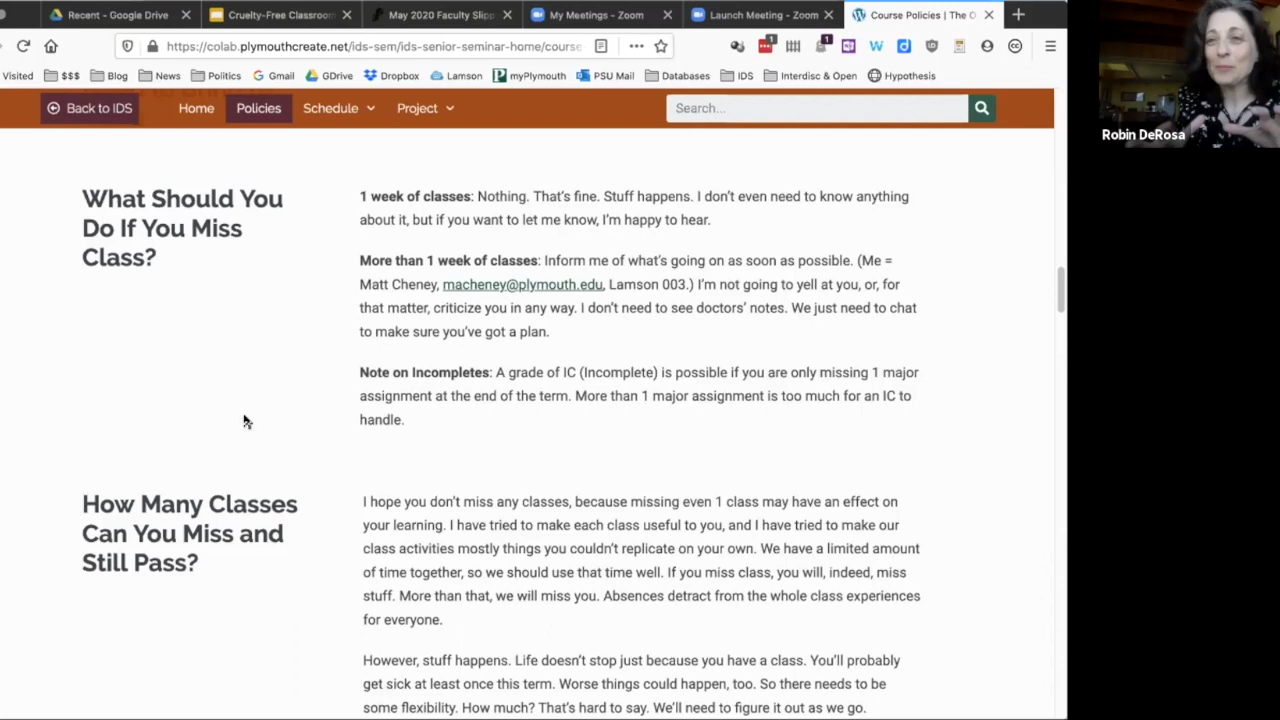 Recent - Google Drive
Cruelty-Free Classroom
May 2020 Faculty Slipp
My Meetings - Zoom
Launch Meeting - Zoom
Course Policies | The O
https://colab.plymouthcreate.net/ids-sem/ids-senior-seminar-home/course-
Visited $$$ Blog News Politics Gmail GDrive Dropbox Lamson myPlymouth PSU Mail Databases IDS Interdisc & Open Hypothesis
Robin DeRosa
Back to IDS Home Policies Schedule Project Search...
What Should You
Do If You Miss
Class?
1 week of classes: Nothing. That's fine. Stuff happens. I don't even need to know anything
about it, but if you want to let me know, I'm happy to hear.
More than 1 week of classes: Inform me of what's going on as soon as possible. (Me =
Matt Cheney, macheney@plymouth.edu, Lamson 003.) I'm not going to yell at you, or, for
that matter, criticize you in any way. I don't need to see doctors' notes. We just need to chat
to make sure you've got a plan.
Note on Incompletes: A grade of IC (Incomplete) is possible if you are only missing 1 major
assignment at the end of the term. More than 1 major assignment is too much for an IC to
handle.
How Many Classes
Can You Miss and
Still Pass?
I hope you don't miss any classes, because missing even 1 class may have an effect on
your learning. I have tried to make each class useful to you, and I have tried to make our
class activities mostly things you couldn't replicate on your own. We have a limited amount
of time together, so we should use that time well. If you miss class, you will, indeed, miss
stuff. More than that, we will miss you. Absences detract from the whole class experiences
for everyone.
However, stuff happens. Life doesn't stop just because you have a class. You'll probably
get sick at least once this term. Worse things could happen, too. So there needs to be
some flexibility. How much? That's hard to say. We'll need to figure it out as we go.